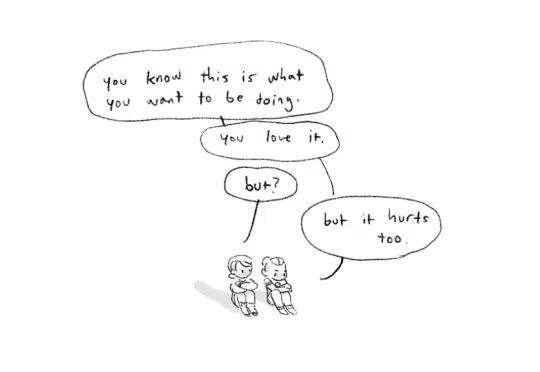 you know this is what
you want to be doing.
you love it.
but?
but it hurts
too.